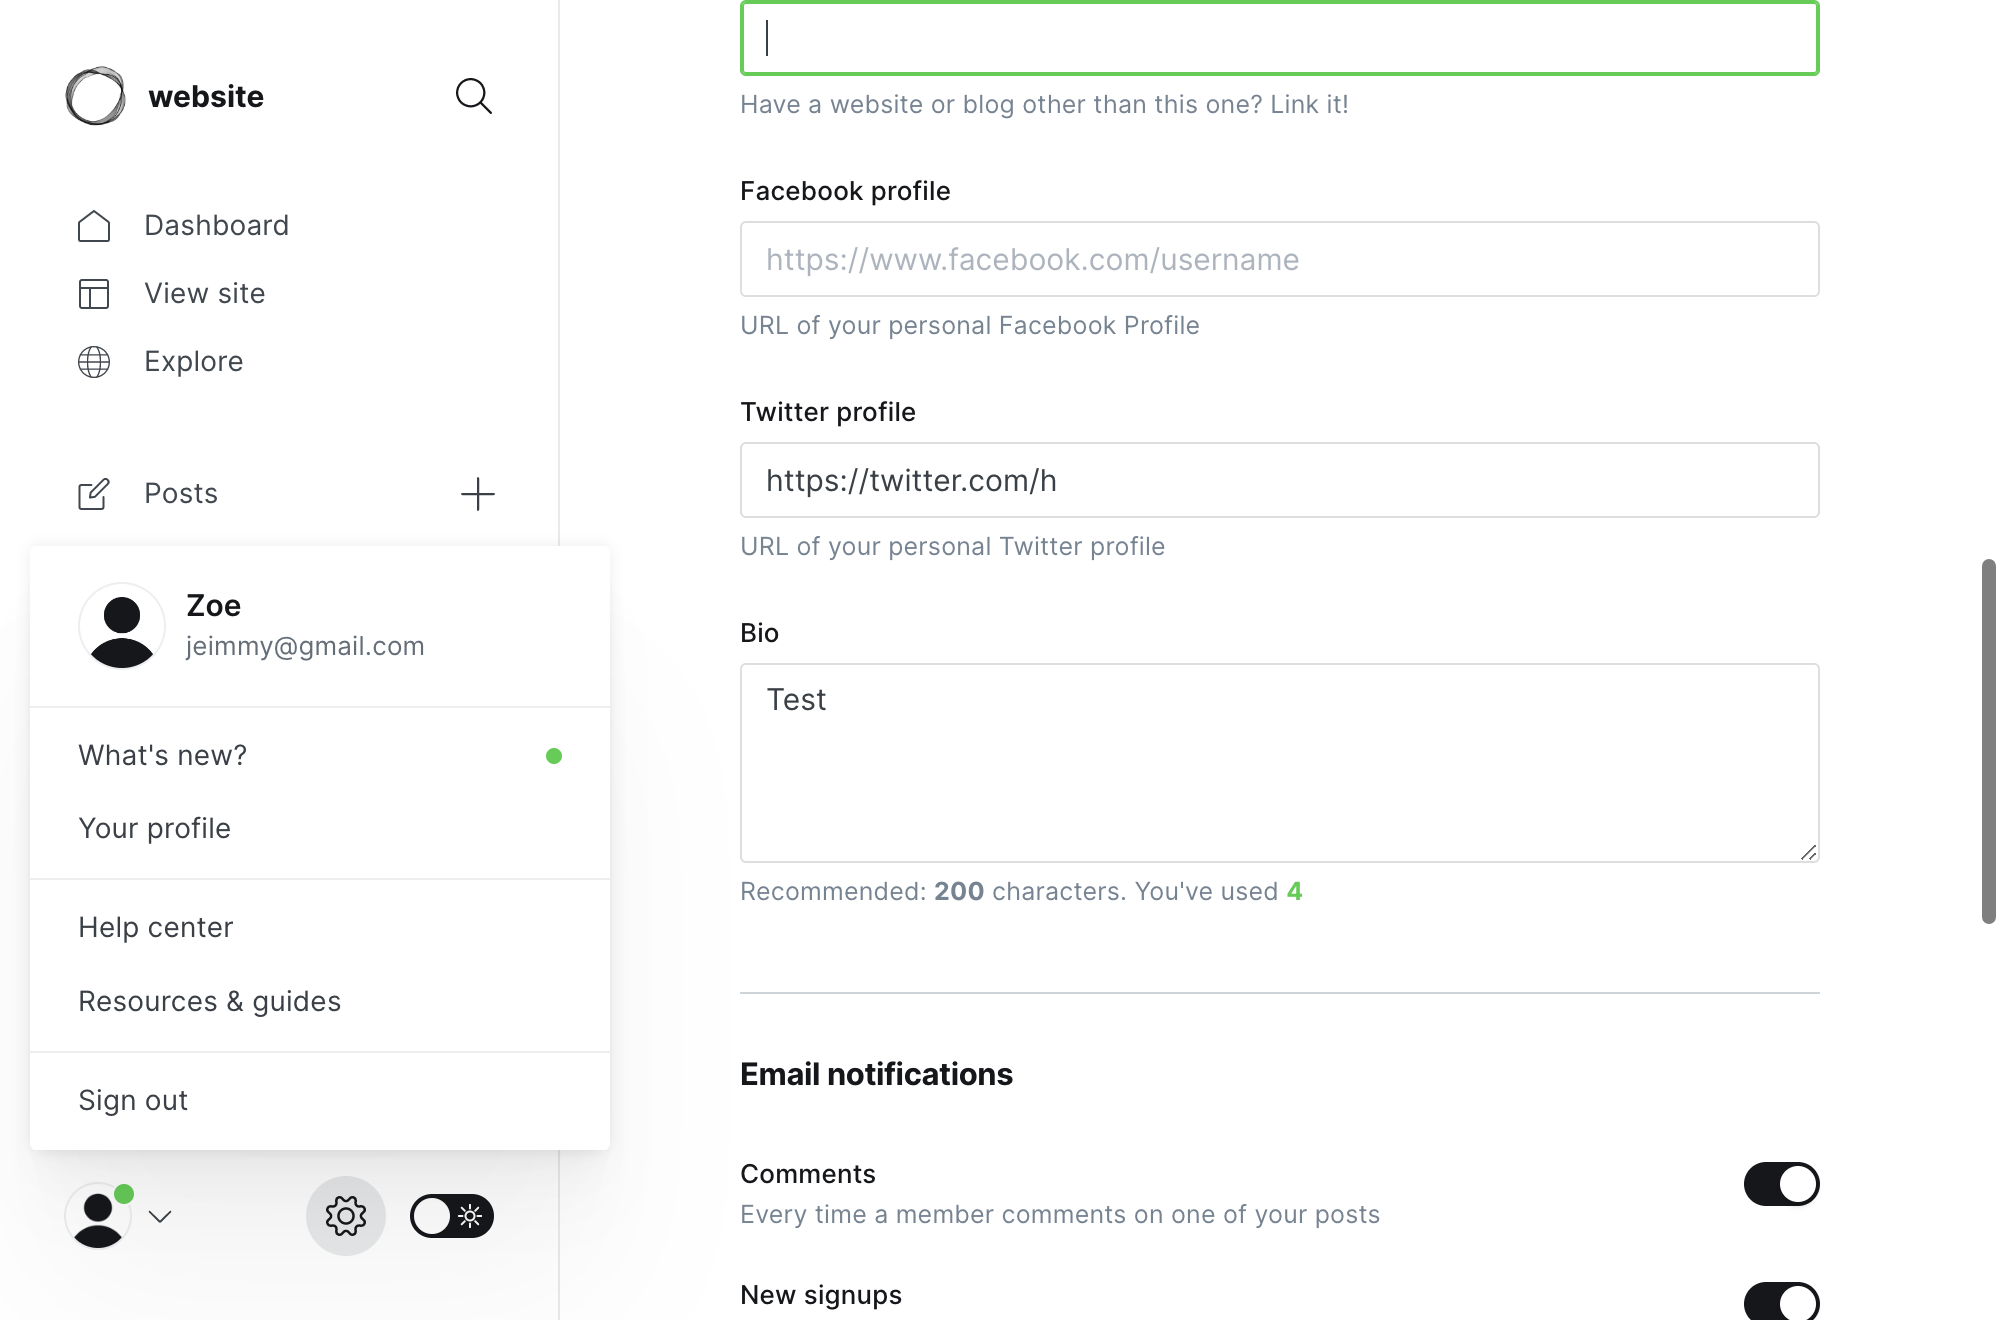 website
Dashboard
View site
Explore
Posts
Zoe
jeimmy@gmail.com
What's new?
Your profile
Help center
Resources & guides
Sign out
Have a website or blog other than this one? Link it!
Facebook profile
https://www.facebook.com/username
URL of your personal Facebook Profile
Twitter profile
https://twitter.com/h
URL of your personal Twitter profile
Bio
Test
Recommended: 200 characters. You've used 4
Email notifications
Comments
Every time a member comments on one of your posts
New signups